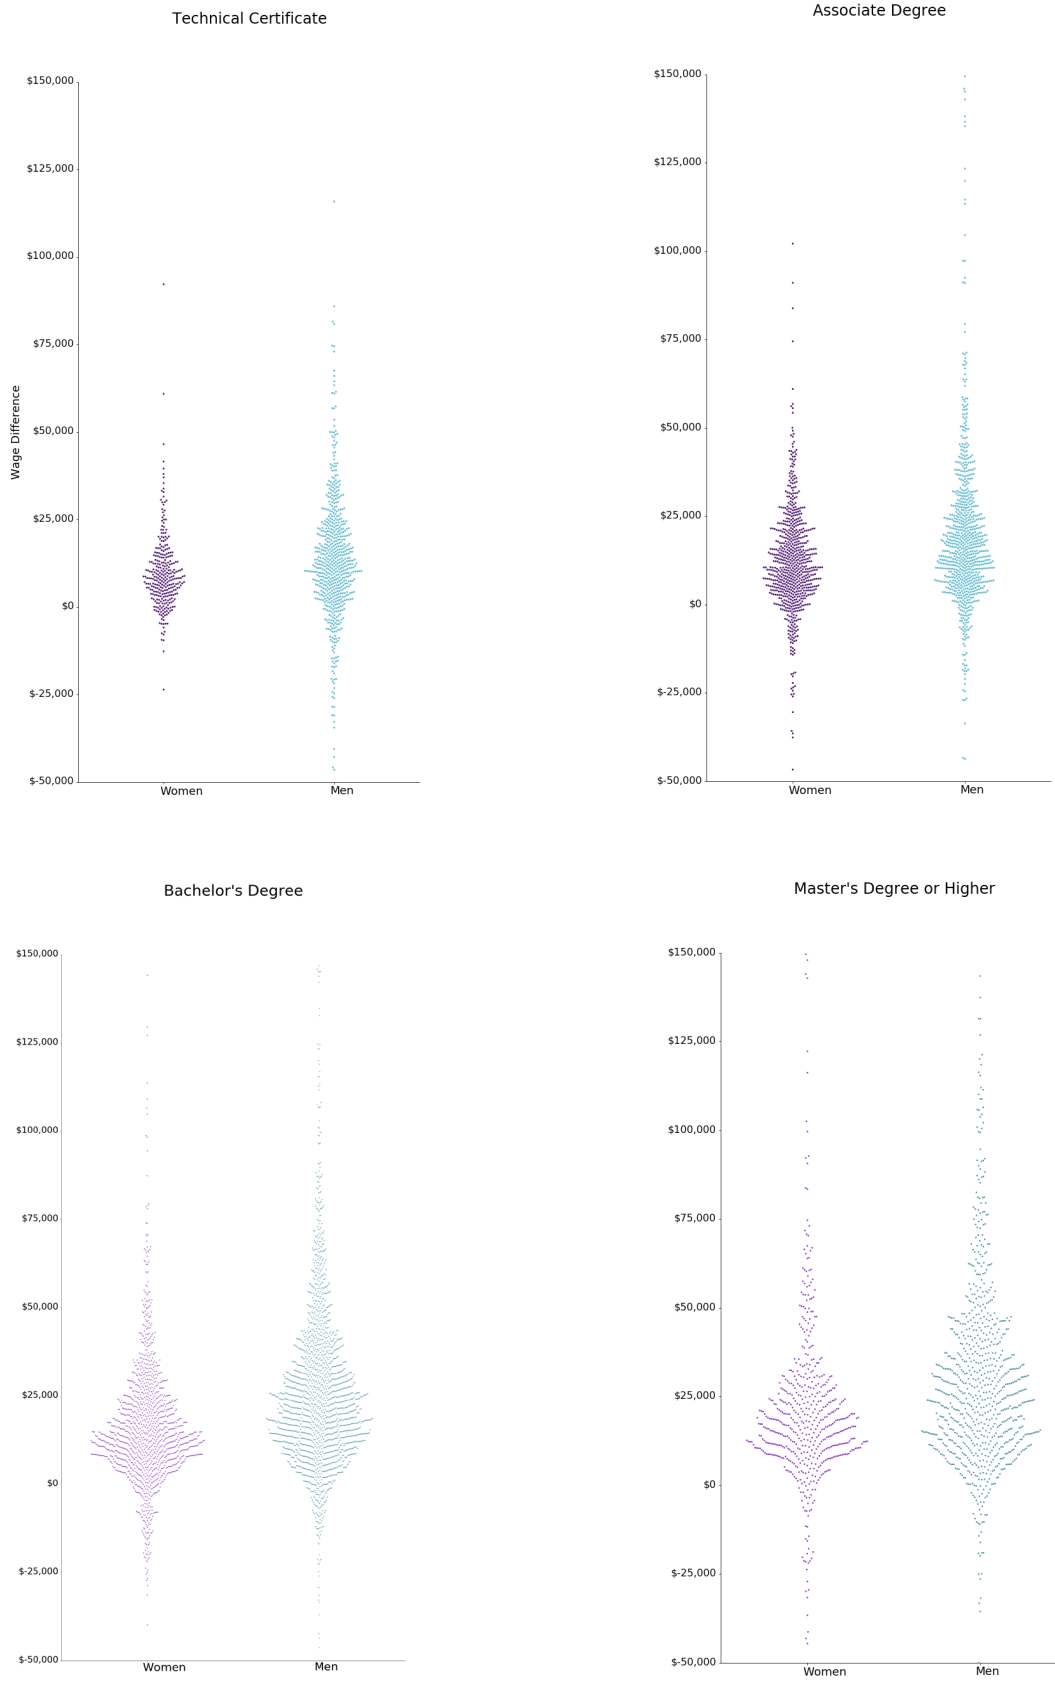 Technical Certificate
$150,000
$125,000
$100,000
$75,000
$50,000
$25,000
$0
$-25,000
$-50,000
Wage Difference
Women
Men
Associate Degree
$150,000
$125,000
$100,000
$75,000
$50,000
$25,000
$0
$-25,000
$-50,000
Women
Men
Bachelor's Degree
$150,000
$125,000
$100,000
$75,000
$50,000
$25,000
$0
$-25,000
$-50,000
Women
Men
Master's Degree or Higher
$150,000
$125,000
$100,000
$75,000
$50,000
$25,000
$0
$-25,000
$-50,000
Women
Men